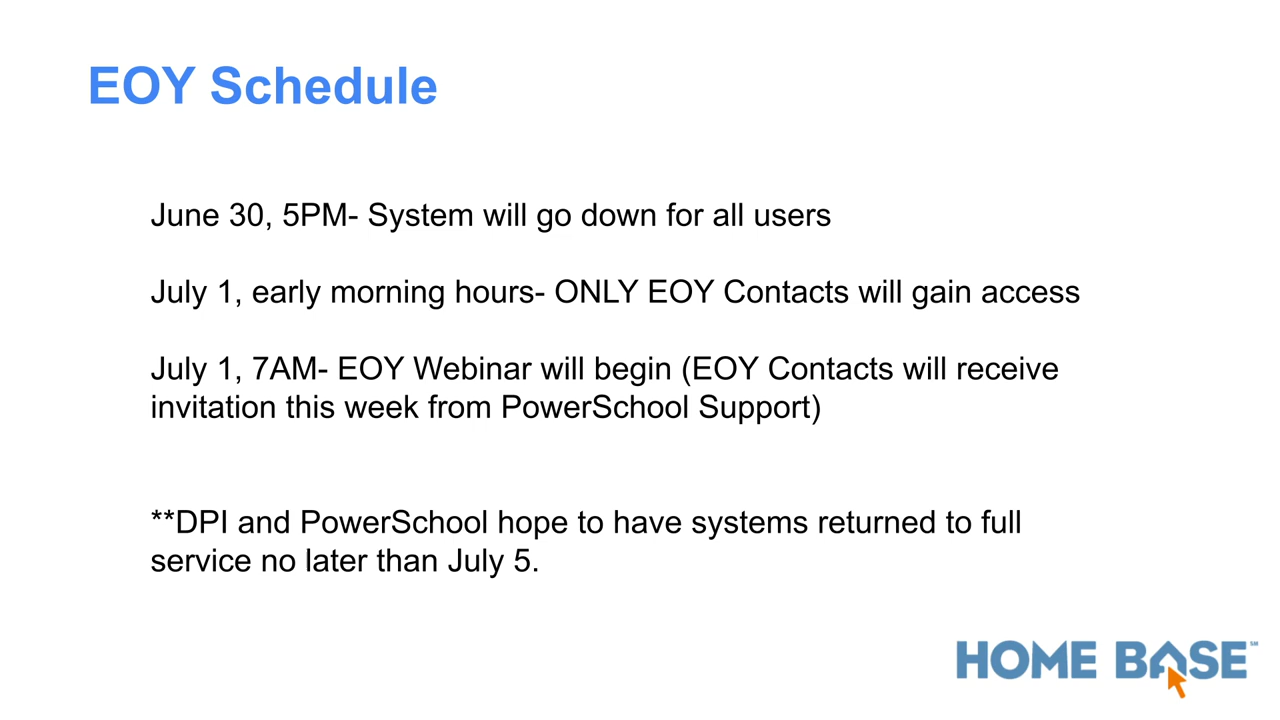 EOY Schedule
June 30, 5PM- System will go down for all users
July 1, early morning hours- ONLY EOY Contacts will gain access
July 1, 7AM- EOY Webinar will begin (EOY Contacts will receive
invitation this week from PowerSchool Support)
**DPI and PowerSchool hope to have systems returned to full
service no later than July 5.
HOME BASE℠